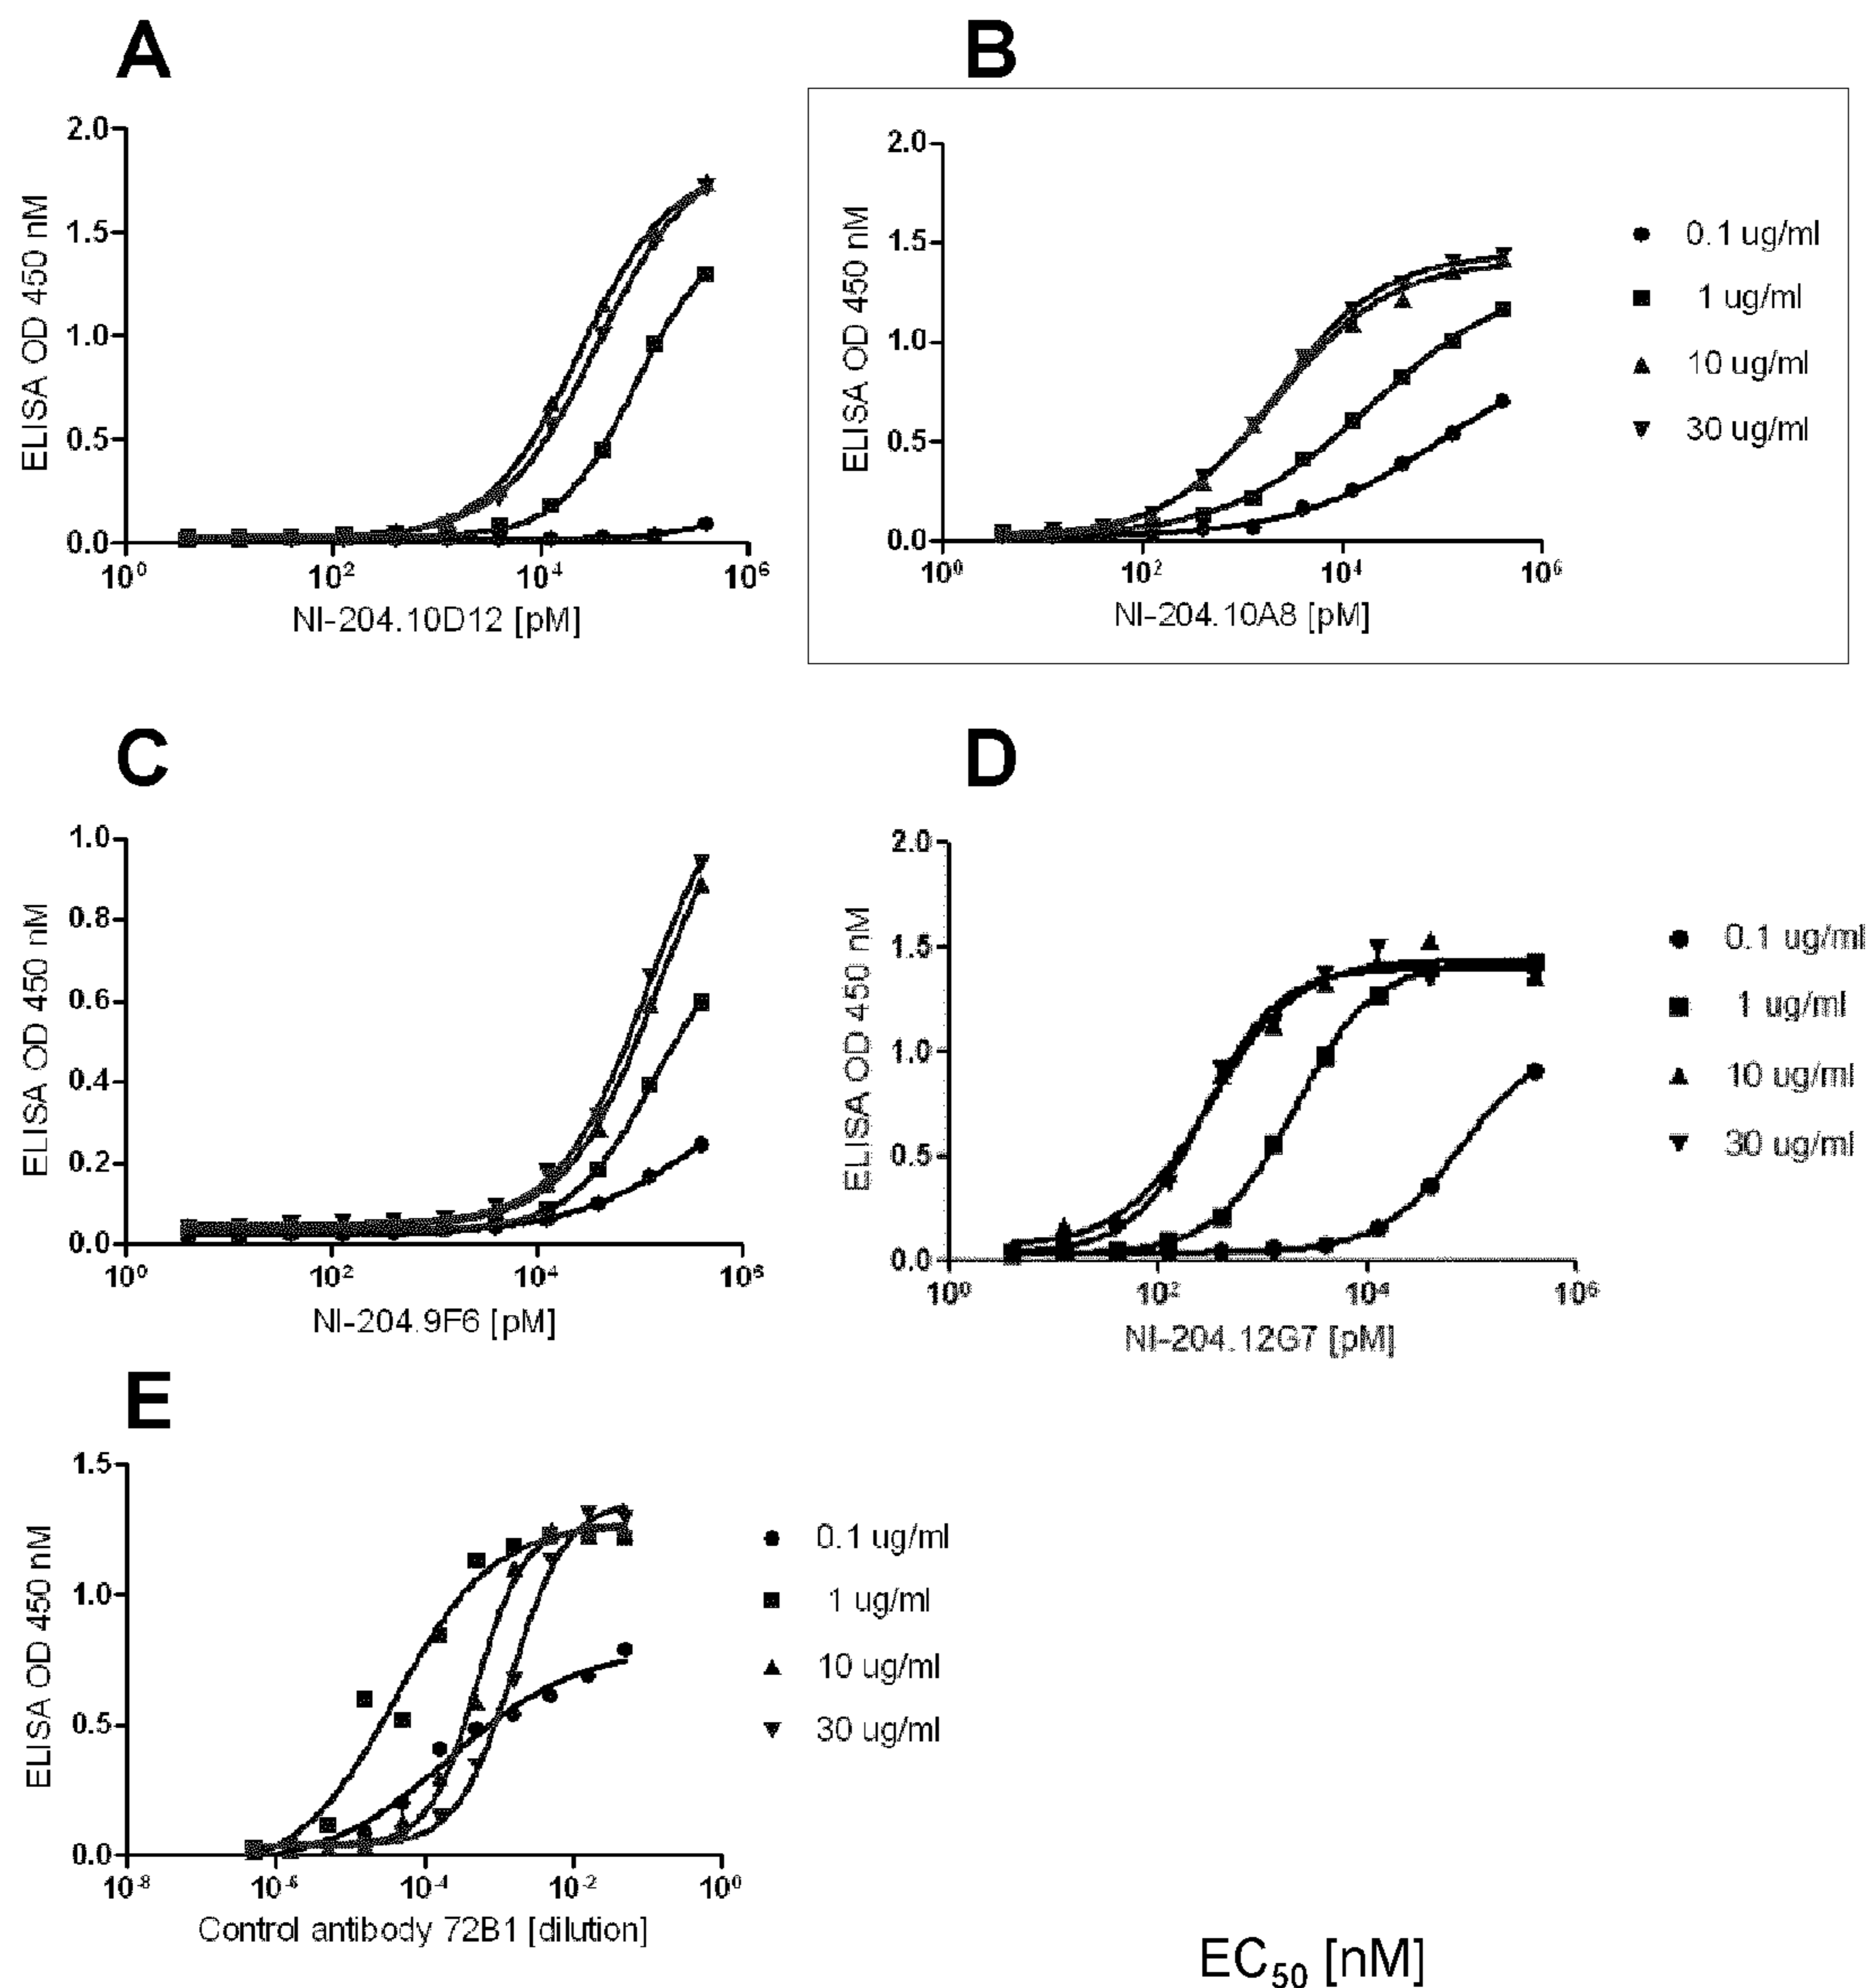 A
2.0
1.5
1.0
0.5
0.0
ELISA OD 450 nM
10⁰ 10² 10⁴ 10⁶
NI-204.10D12 [pM]
B
2.0
1.5
1.0
0.5
0.0
ELISA OD 450 nM
10⁰ 10² 10⁴ 10⁶
NI-204.10A8 [pM]
0.1 ug/ml
1 ug/ml
10 ug/ml
30 ug/ml
C
1.0
0.8
0.6
0.4
0.2
0.0
ELISA OD 450 nM
10⁰ 10² 10⁴ 10⁶
NI-204.9F6 [pM]
D
2.0
1.5
1.0
0.5
0.0
ELISA OD 450 nM
10⁰ 10² 10⁴ 10⁶
NI-204.12G7 [pM]
0.1 ug/ml
1 ug/ml
10 ug/ml
30 ug/ml
E
1.5
1.0
0.5
0.0
ELISA OD 450 nM
10⁻⁸ 10⁻⁶ 10⁻⁴ 10⁻² 10⁰
Control antibody 72B1 [dilution]
0.1 ug/ml
1 ug/ml
10 ug/ml
30 ug/ml
EC₅₀ [nM]